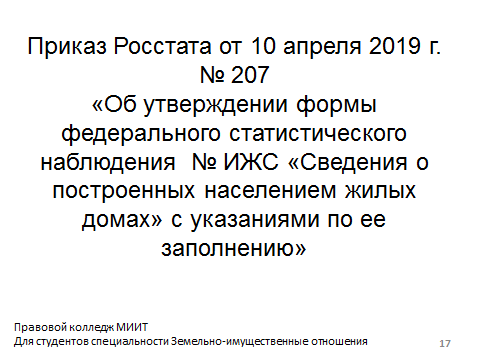 Приказ Росстата от 10 апреля 2019 г.
№ 207
«Об утверждении формы
федерального статистического
наблюдения № ИЖС «Сведения о
построенных населением жилых
домах» с указаниями по ее
заполнению»
Правовой колледж МИИТ
Для студентов специальности Земельно-имущественные отношения
17